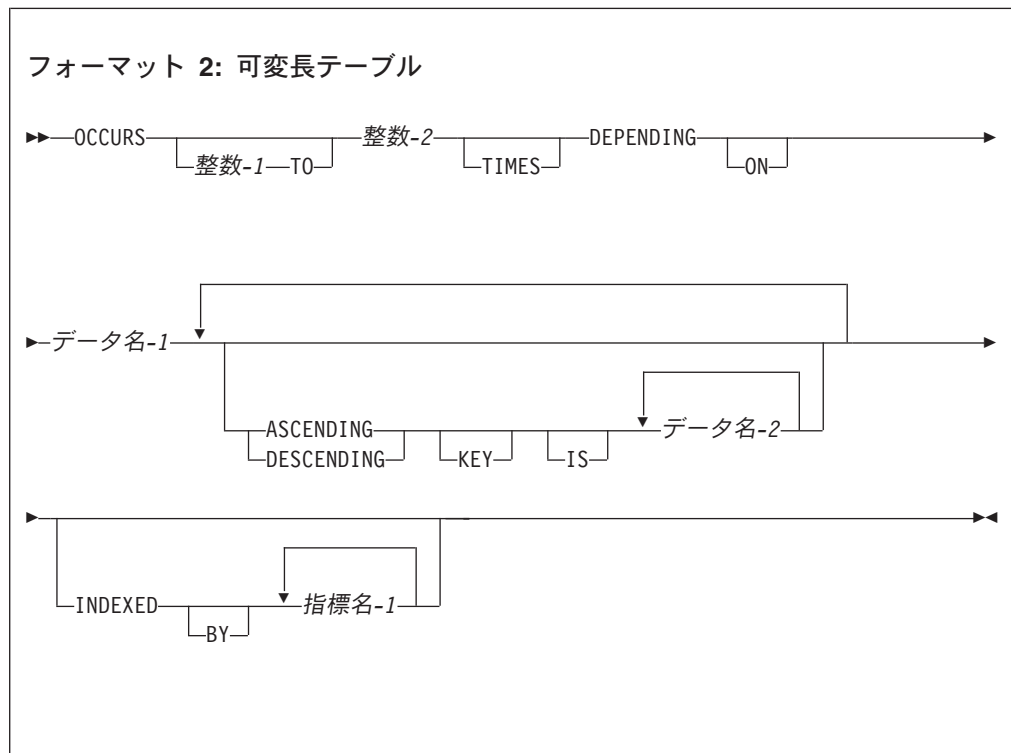 フォーマット 2: 可変長テーブル
OCCURS 整数-2 DEPENDING
整数-1 TO TIMES ON
データ名-1
ASCENDING データ名-2
DESCENDING KEY IS
INDEXED 指標名-1
BY